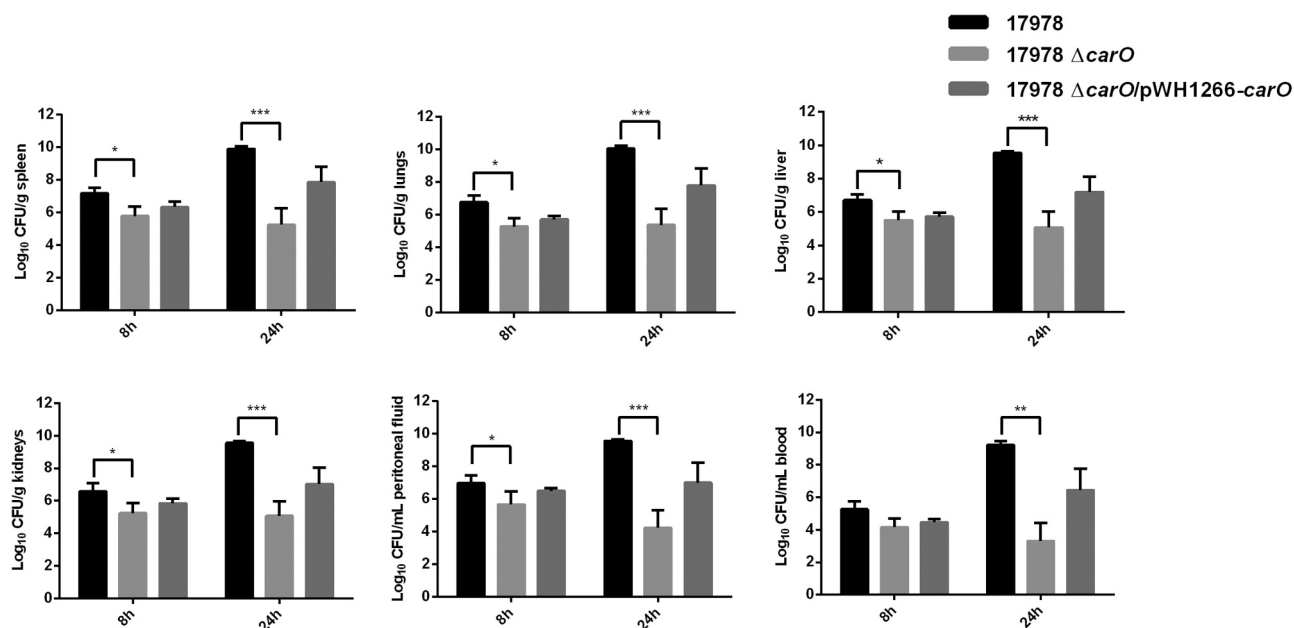 17978
17978 ΔcarO
17978 ΔcarO/pWH1266-carO
Log₁₀ CFU/g spleen
12
10
8
6
4
2
0
*
***
8h
24h
Log₁₀ CFU/g lungs
12
10
8
6
4
2
0
*
***
8h
24h
Log₁₀ CFU/g liver
12
10
8
6
4
2
0
*
***
8h
24h
Log₁₀ CFU/g kidneys
12
10
8
6
4
2
0
*
***
8h
24h
Log₁₀ CFU/mL peritoneal fluid
12
10
8
6
4
2
0
*
***
8h
24h
Log₁₀ CFU/mL blood
12
10
8
6
4
2
0
**
8h
24h